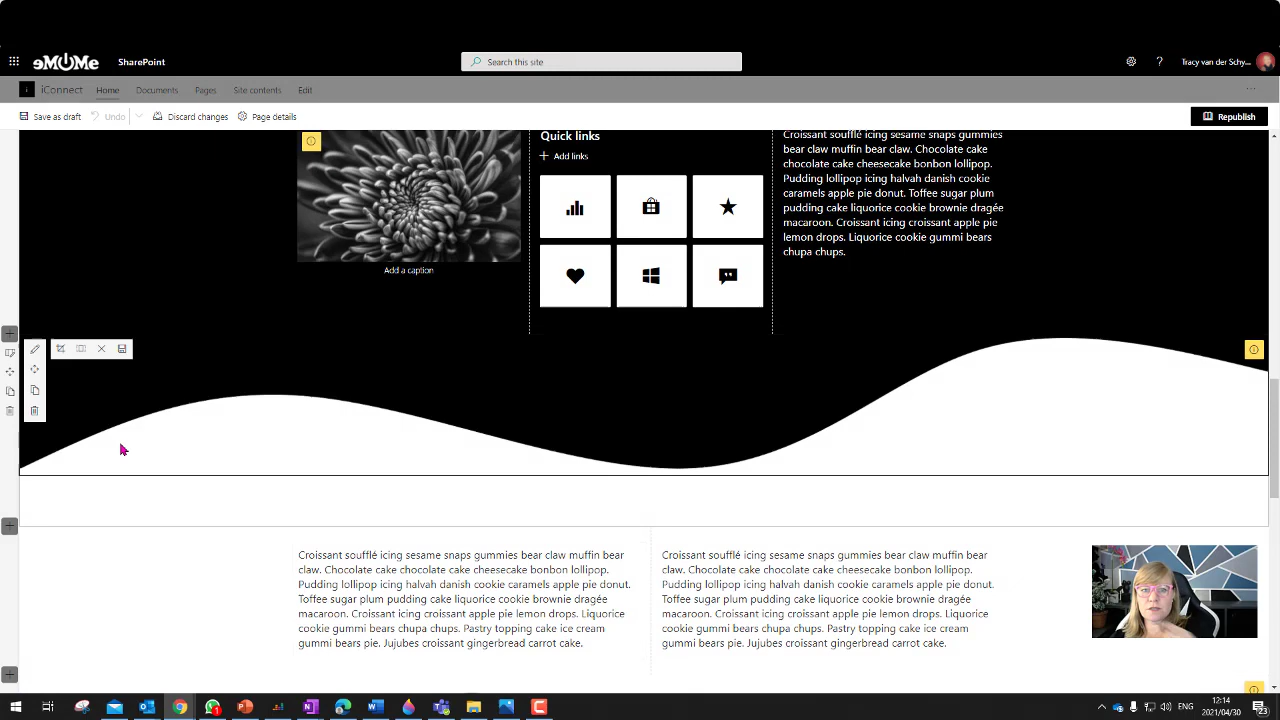 eMUMe
SharePoint
Search this site
?
Tracy van der Schy...
i
iConnect
Home
Documents
Pages
Site contents
Edit
...
Save as draft
Undo
Discard changes
Page details
Republish
Quick links
Add links
Add a caption
Croissant soufflé icing sesame snaps gummies
bear claw muffin bear claw. Chocolate cake
chocolate cake cheesecake bonbon lollipop.
Pudding lollipop icing halvah danish cookie
caramels apple pie donut. Toffee sugar plum
pudding cake liquorice cookie brownie dragée
macaroon. Croissant icing croissant apple pie
lemon drops. Liquorice cookie gummi bears
chupa chups.
Croissant soufflé icing sesame snaps gummies bear claw muffin bear
claw. Chocolate cake chocolate cake cheesecake bonbon lollipop.
Pudding lollipop icing halvah danish cookie caramels apple pie donut.
Toffee sugar plum pudding cake liquorice cookie brownie dragée
macaroon. Croissant icing croissant apple pie lemon drops. Liquorice
cookie gummi bears chupa chups. Pastry topping cake ice cream
gummi bears pie. Jujubes croissant gingerbread carrot cake.
Croissant soufflé icing sesame snaps gummies bear claw muffin bear
claw. Chocolate cake chocolate cake cheesecake bonbon lollipop.
Pudding lollipop icing halvah danish cookie caramels apple pie donut.
Toffee sugar plum pudding cake liquorice cookie brownie dragée
macaroon. Croissant icing croissant apple pie lemon drops. Liquorice
cookie gummi bears chupa chups. Pastry topping cake ice cream
gummi bears pie. Jujubes croissant gingerbread carrot cake.
ENG
12:14
2021/04/30
23